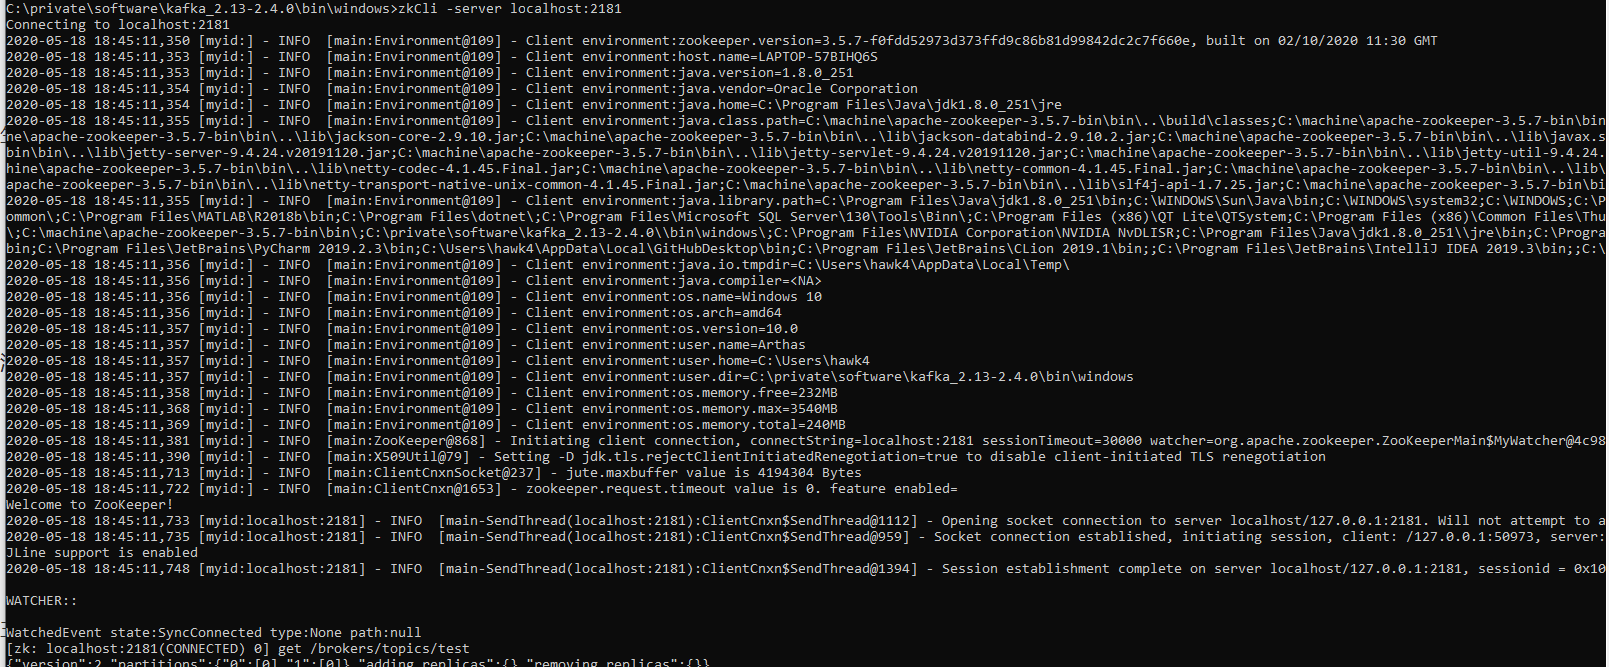 C:\private\software\kafka_2.13-2.4.0\bin\windows>zkCli -server localhost:2181
Connecting to localhost:2181
2020-05-18 18:45:11,350 [myid:] - INFO  [main:Environment@109] - Client environment:zookeeper.version=3.5.7-f0fdd52973d373ffd9c86b81d99842dc2c7f660e, built on 02/10/2020 11:30 GMT
2020-05-18 18:45:11,353 [myid:] - INFO  [main:Environment@109] - Client environment:host.name=LAPTOP-57BIHQ6S
2020-05-18 18:45:11,353 [myid:] - INFO  [main:Environment@109] - Client environment:java.version=1.8.0_251
2020-05-18 18:45:11,354 [myid:] - INFO  [main:Environment@109] - Client environment:java.vendor=Oracle Corporation
2020-05-18 18:45:11,354 [myid:] - INFO  [main:Environment@109] - Client environment:java.home=C:\Program Files\Java\jdk1.8.0_251\jre
2020-05-18 18:45:11,355 [myid:] - INFO  [main:Environment@109] - Client environment:java.class.path=C:\machine\apache-zookeeper-3.5.7-bin\bin\..\build\classes;C:\machine\apache-zookeeper-3.5.7-bin\bin
ne\apache-zookeeper-3.5.7-bin\bin\..\lib\jackson-core-2.9.10.jar;C:\machine\apache-zookeeper-3.5.7-bin\bin\..\lib\jackson-databind-2.9.10.2.jar;C:\machine\apache-zookeeper-3.5.7-bin\bin\..\lib\javax.s
bin\bin\..\lib\jetty-server-9.4.24.v20191120.jar;C:\machine\apache-zookeeper-3.5.7-bin\bin\..\lib\jetty-servlet-9.4.24.v20191120.jar;C:\machine\apache-zookeeper-3.5.7-bin\bin\..\lib\jetty-util-9.4.24.
hine\apache-zookeeper-3.5.7-bin\bin\..\lib\netty-codec-4.1.45.Final.jar;C:\machine\apache-zookeeper-3.5.7-bin\bin\..\lib\netty-common-4.1.45.Final.jar;C:\machine\apache-zookeeper-3.5.7-bin\bin\..\lib\
apache-zookeeper-3.5.7-bin\bin\..\lib\netty-transport-native-unix-common-4.1.45.Final.jar;C:\machine\apache-zookeeper-3.5.7-bin\bin\..\lib\slf4j-api-1.7.25.jar;C:\machine\apache-zookeeper-3.5.7-bin\bi
2020-05-18 18:45:11,355 [myid:] - INFO  [main:Environment@109] - Client environment:java.library.path=C:\Program Files\Java\jdk1.8.0_251\bin;C:\WINDOWS\Sun\Java\bin;C:\WINDOWS\system32;C:\WINDOWS;C:\P
ommon\;C:\Program Files\MATLAB\R2018b\bin;C:\Program Files\dotnet\;C:\Program Files\Microsoft SQL Server\130\Tools\Binn\;C:\Program Files (x86)\QT Lite\QTSystem;C:\Program Files (x86)\Common Files\Thu
\;C:\machine\apache-zookeeper-3.5.7-bin\bin\;C:\private\software\kafka_2.13-2.4.0\\bin\windows\;C:\Program Files\NVIDIA Corporation\NVIDIA NvDLISR;C:\Program Files\Java\jdk1.8.0_251\\jre\bin;C:\Progra
bin;C:\Program Files\JetBrains\PyCharm 2019.2.3\bin;C:\Users\hawk4\AppData\Local\GitHubDesktop\bin;C:\Program Files\JetBrains\CLion 2019.1\bin;;C:\Program Files\JetBrains\IntelliJ IDEA 2019.3\bin;;C:\
2020-05-18 18:45:11,356 [myid:] - INFO  [main:Environment@109] - Client environment:java.io.tmpdir=C:\Users\hawk4\AppData\Local\Temp\
2020-05-18 18:45:11,356 [myid:] - INFO  [main:Environment@109] - Client environment:java.compiler=<NA>
2020-05-18 18:45:11,356 [myid:] - INFO  [main:Environment@109] - Client environment:os.name=Windows 10
2020-05-18 18:45:11,356 [myid:] - INFO  [main:Environment@109] - Client environment:os.arch=amd64
2020-05-18 18:45:11,357 [myid:] - INFO  [main:Environment@109] - Client environment:os.version=10.0
2020-05-18 18:45:11,357 [myid:] - INFO  [main:Environment@109] - Client environment:user.name=Arthas
2020-05-18 18:45:11,357 [myid:] - INFO  [main:Environment@109] - Client environment:user.home=C:\Users\hawk4
2020-05-18 18:45:11,357 [myid:] - INFO  [main:Environment@109] - Client environment:user.dir=C:\private\software\kafka_2.13-2.4.0\bin\windows
2020-05-18 18:45:11,358 [myid:] - INFO  [main:Environment@109] - Client environment:os.memory.free=232MB
2020-05-18 18:45:11,368 [myid:] - INFO  [main:Environment@109] - Client environment:os.memory.max=3540MB
2020-05-18 18:45:11,369 [myid:] - INFO  [main:Environment@109] - Client environment:os.memory.total=240MB
2020-05-18 18:45:11,381 [myid:] - INFO  [main:ZooKeeper@868] - Initiating client connection, connectString=localhost:2181 sessionTimeout=30000 watcher=org.apache.zookeeper.ZooKeeperMain$MyWatcher@4c98
2020-05-18 18:45:11,390 [myid:] - INFO  [main:X509Util@79] - Setting -D jdk.tls.rejectClientInitiatedRenegotiation=true to disable client-initiated TLS renegotiation
2020-05-18 18:45:11,713 [myid:] - INFO  [main:ClientCnxnSocket@237] - jute.maxbuffer value is 4194304 Bytes
2020-05-18 18:45:11,722 [myid:] - INFO  [main:ClientCnxn@1653] - zookeeper.request.timeout value is 0. feature enabled=
Welcome to ZooKeeper!
2020-05-18 18:45:11,733 [myid:localhost:2181] - INFO  [main-SendThread(localhost:2181):ClientCnxn$SendThread@1112] - Opening socket connection to server localhost/127.0.0.1:2181. Will not attempt to a
2020-05-18 18:45:11,735 [myid:localhost:2181] - INFO  [main-SendThread(localhost:2181):ClientCnxn$SendThread@959] - Socket connection established, initiating session, client: /127.0.0.1:50973, server:
JLine support is enabled
2020-05-18 18:45:11,748 [myid:localhost:2181] - INFO  [main-SendThread(localhost:2181):ClientCnxn$SendThread@1394] - Session establishment complete on server localhost/127.0.0.1:2181, sessionid = 0x10
WATCHER::
WatchedEvent state:SyncConnected type:None path:null
[zk: localhost:2181(CONNECTED) 0] get /brokers/topics/test
{"version":2,"partitions":{"0":[0],"1":[0]},"adding_replicas":{},"removing_replicas":{}}